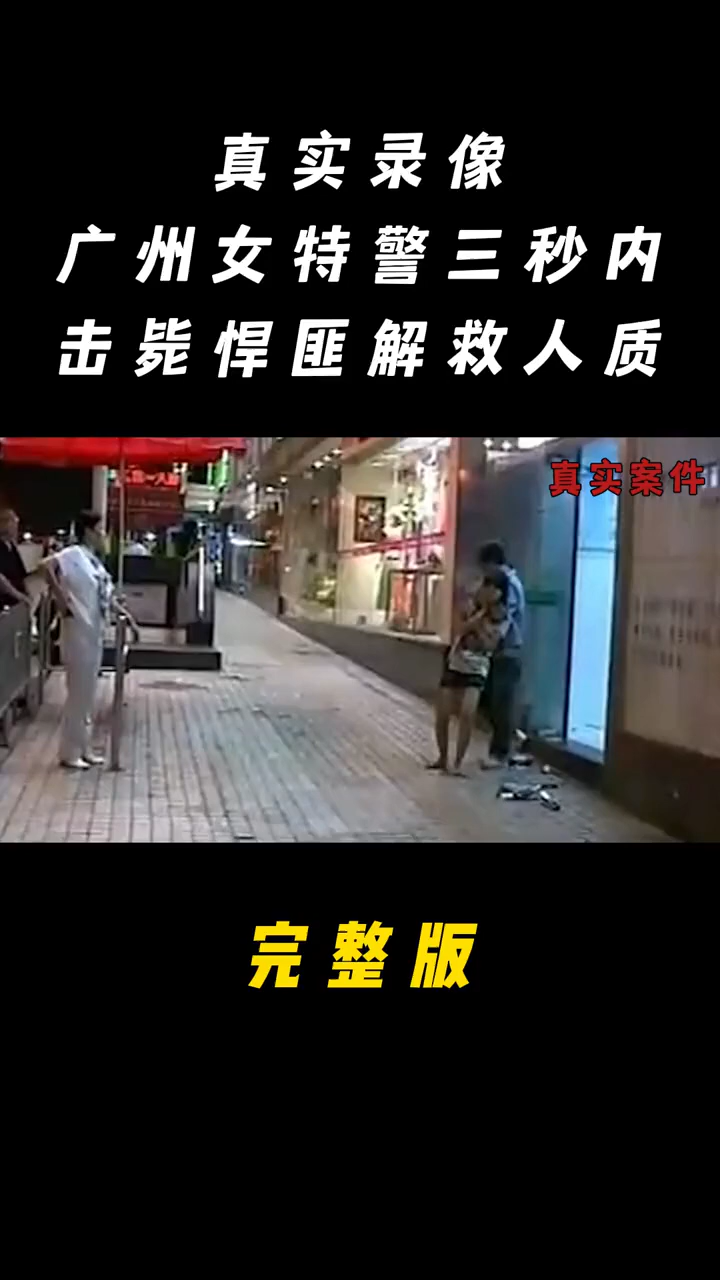 真实录像
广州女特警三秒内
击毙悍匪解救人质
真实案件
完整版